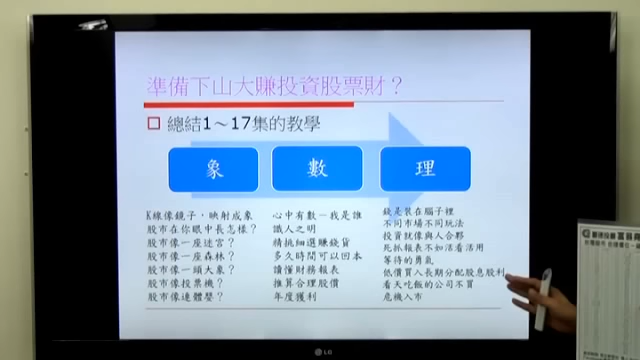 準備下山大賺投資股票財？
總結1～17集的教學
象
數
理
K線像鏡子，映射成象
股市在你眼中長怎樣？
股市像一座迷宮？
股市像一座森林？
股市像一頭大象？
股市像投票機？
股市像連體嬰？
心中有數－我是誰
識人之明
精挑細選賺錢貨
多久時間可以回本
讀懂財務報表
推算合理股價
年度獲利
錢是裝在腦子裡
不同市場不同玩法
投資就像與人合夥
死抓報表不如活看活用
等待的勇氣
低價買入長期分配股息股利
看天吃飯的公司不買
危機入市
LG